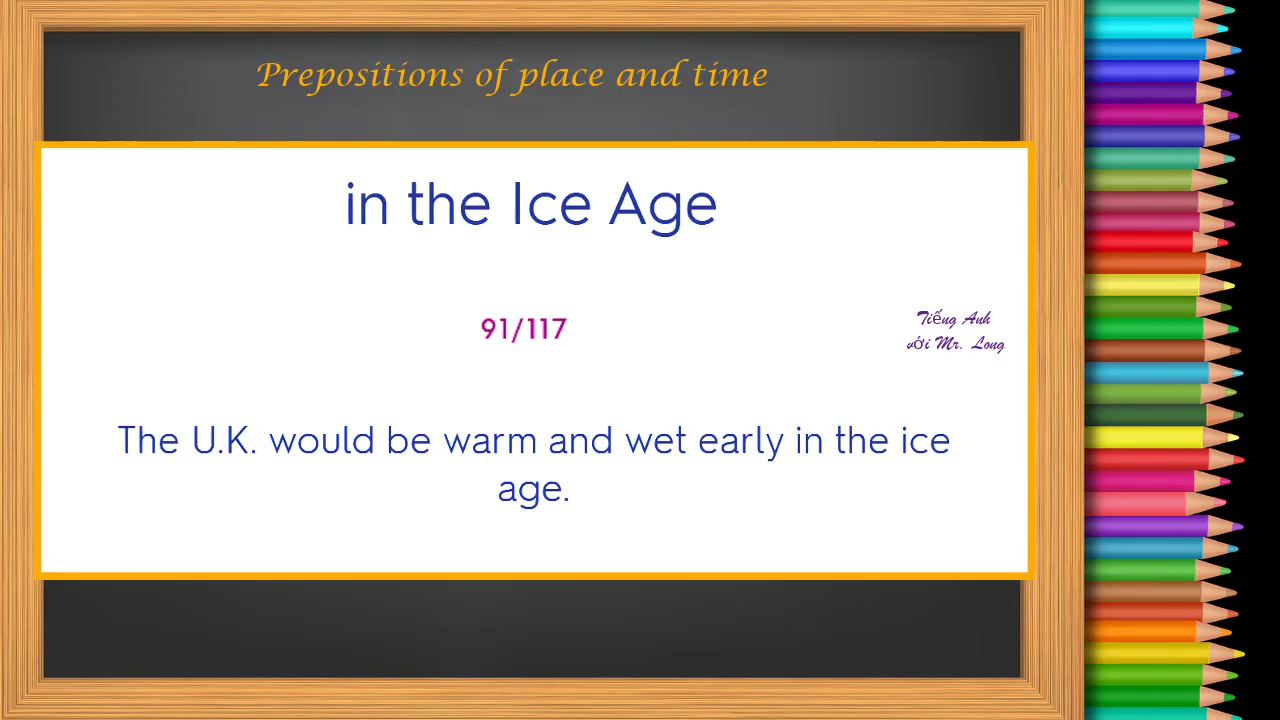 Prepositions of place and time
in the Ice Age
91/117
Tiếng Anh
với Mr. Long
The U.K. would be warm and wet early in the ice
age.